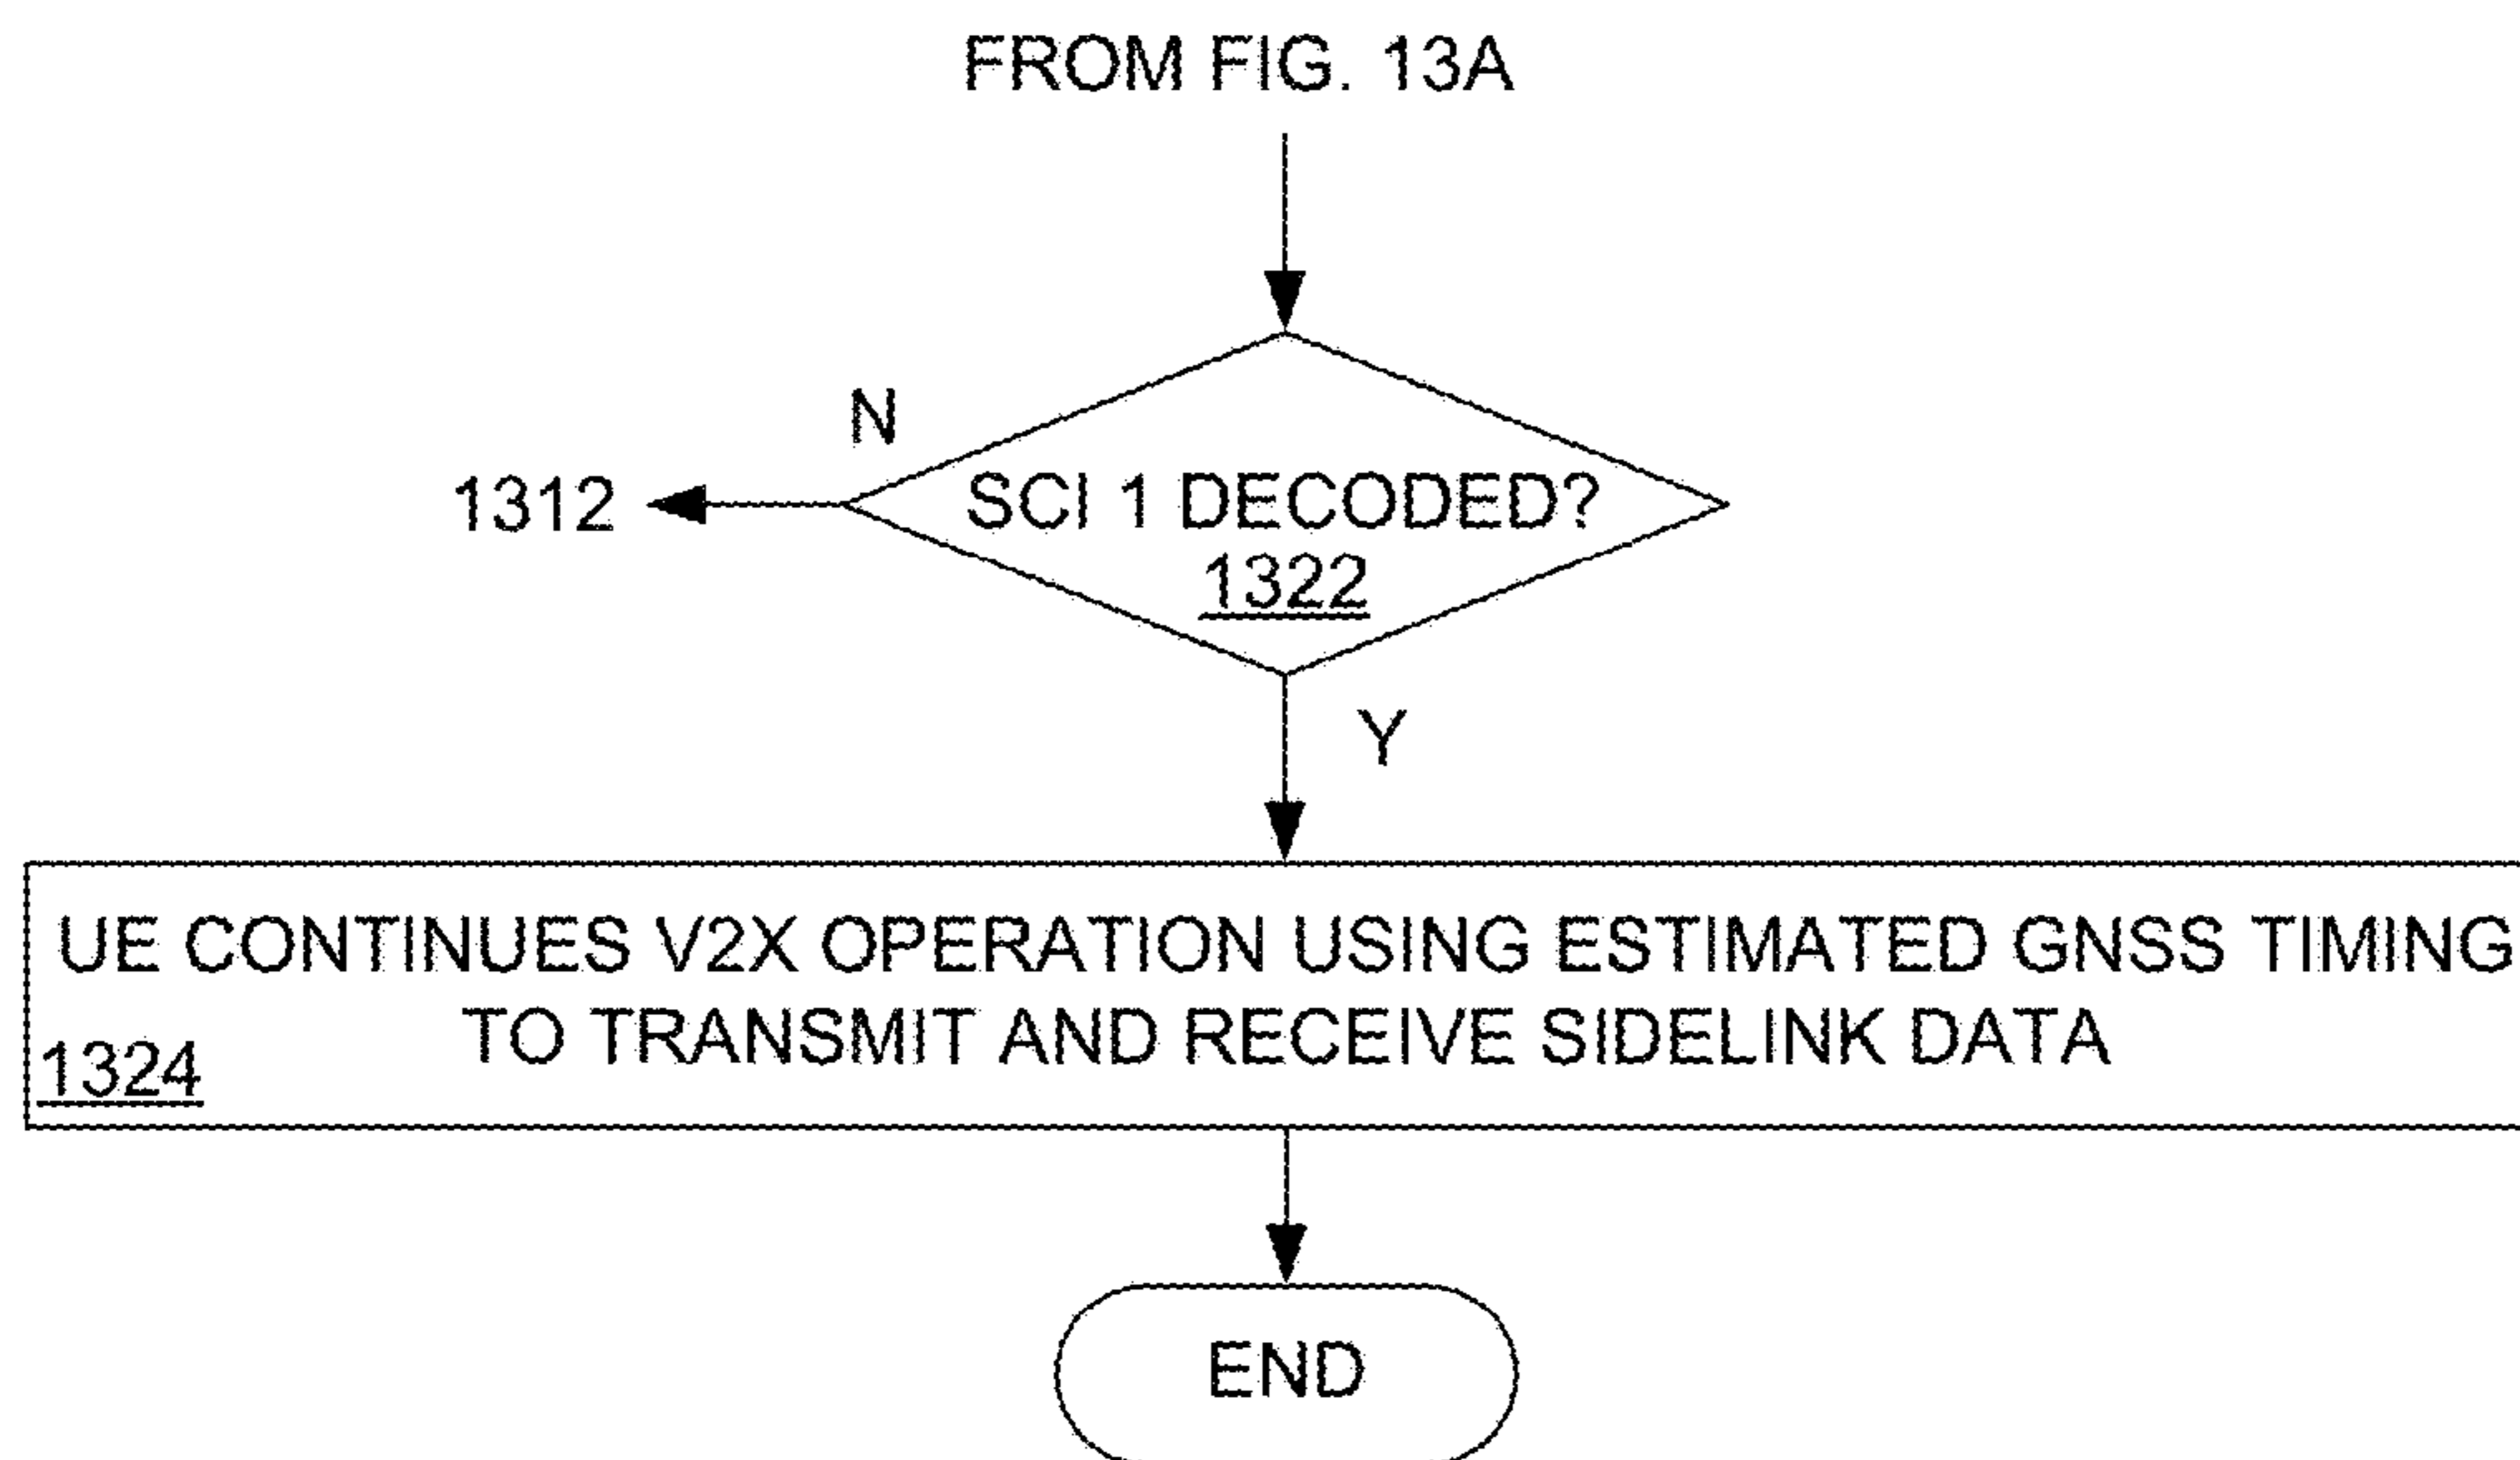 FROM FIG. 13A
N
1312
SCI 1 DECODED?
1322
Y
UE CONTINUES V2X OPERATION USING ESTIMATED GNSS TIMING
TO TRANSMIT AND RECEIVE SIDELINK DATA
1324
END